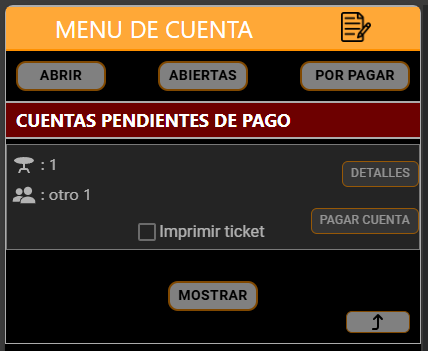 MENU DE CUENTA
ABRIR ABIERTAS POR PAGAR
CUENTAS PENDIENTES DE PAGO
: 1
DETALLES
: otro 1
PAGAR CUENTA
Imprimir ticket
MOSTRAR